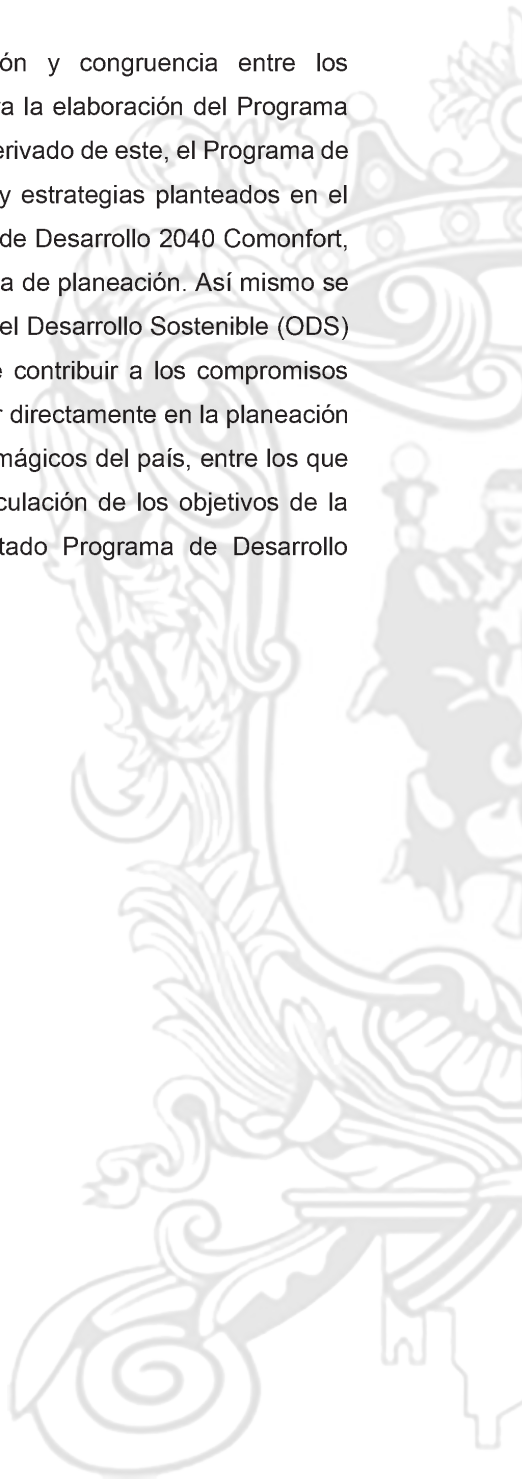 ón y congruencia entre los
a la elaboración del Programa
erivado de este, el Programa de
y estrategias planteados en el
de Desarrollo 2040 Comonfort,
a de planeación. Así mismo se
el Desarrollo Sostenible (ODS)
contribuir a los compromisos
directamente en la planeación
mágicos del país, entre los que
culación de los objetivos de la
tado Programa de Desarrollo